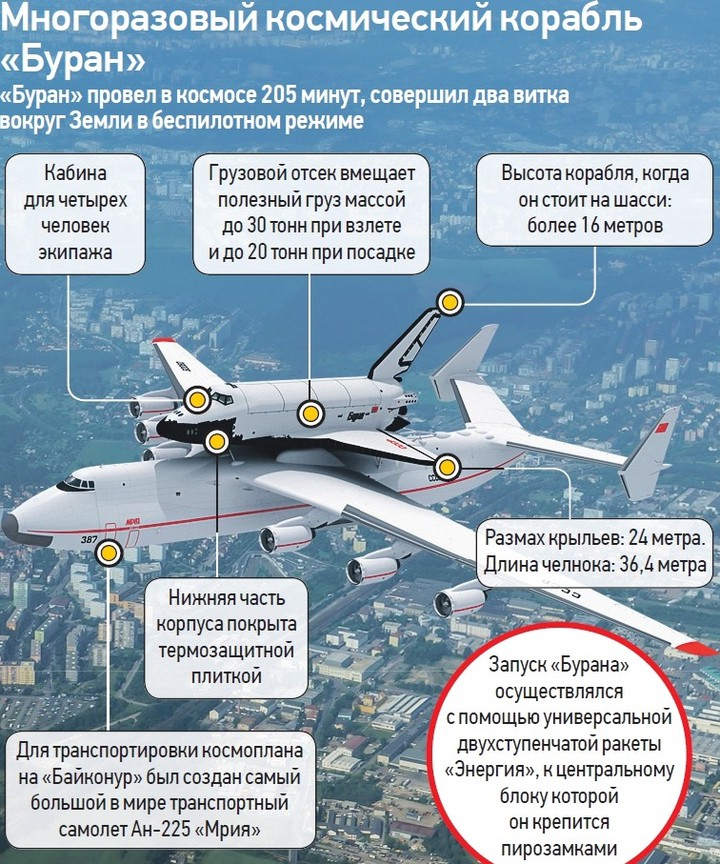 Многоразовый космический корабль
«Буран»
«Буран» провел в космосе 205 минут, совершил два витка
вокруг Земли в беспилотном режиме
Кабина
для четырех
человек
экипажа
Грузовой отсек вмещает
полезный груз массой
до 30 тонн при взлете
и до 20 тонн при посадке
Высота корабля, когда
он стоит на шасси:
более 16 метров
Буран
387
МРІЯ
Размах крыльев: 24 метра.
Длина челнока: 36,4 метра
Нижняя часть
корпуса покрыта
термозащитной
плиткой
Для транспортировки космоплана
на «Байконур» был создан самый
большой в мире транспортный
самолет Ан-225 «Мрия»
Запуск «Бурана»
осуществлялся
с помощью универсальной
двухступенчатой ракеты
«Энергия», к центральному
блоку которой
он крепится
пирозамками